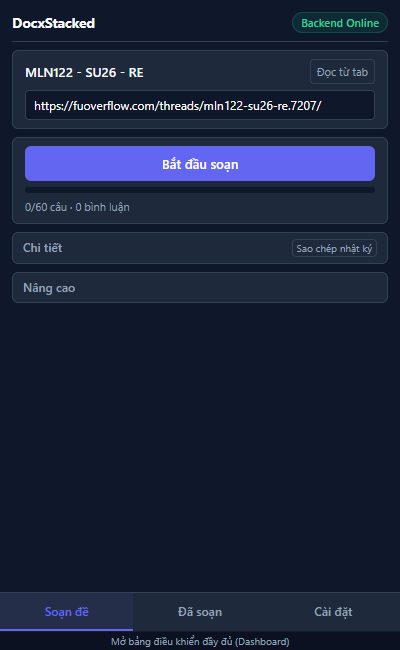 DocxStacked
Backend Online
MLN122 - SU26 - RE
Đọc từ tab
https://fuoverflow.com/threads/mln122-su26-re.7207/
Bắt đầu soạn
0/60 câu · 0 bình luận
Chi tiết
Sao chép nhật ký
Nâng cao
Soạn đề
Đã soạn
Cài đặt
Mở bảng điều khiển đầy đủ (Dashboard)